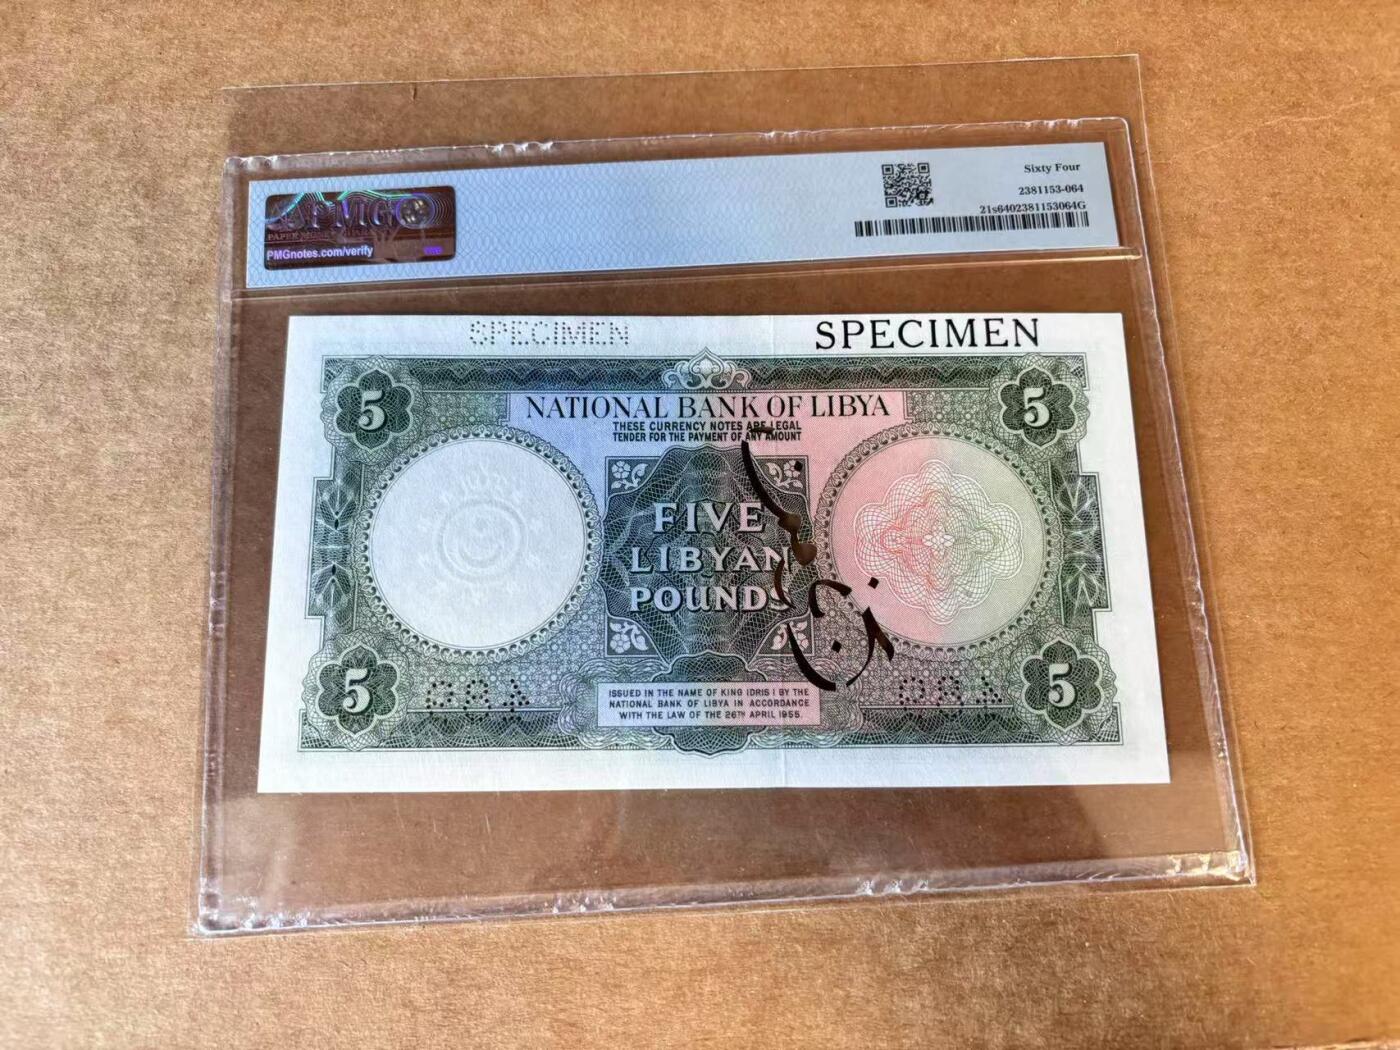 PMG
PAPER MONEY
PMGnotes.com/verify
Sixty Four
2381153-064
21s6402381153064G
SPECIMEN
SPECIMEN
5
5
NATIONAL BANK OF LIBYA
THESE CURRENCY NOTES ARE LEGAL
TENDER FOR THE PAYMENT OF ANY AMOUNT
FIVE
LIBYAN
POUNDS
5
5
ISSUED IN THE NAME OF KING IDRIS I BY THE
NATIONAL BANK OF LIBYA IN ACCORDANCE
WITH THE LAW OF THE 26TH APRIL 1955.